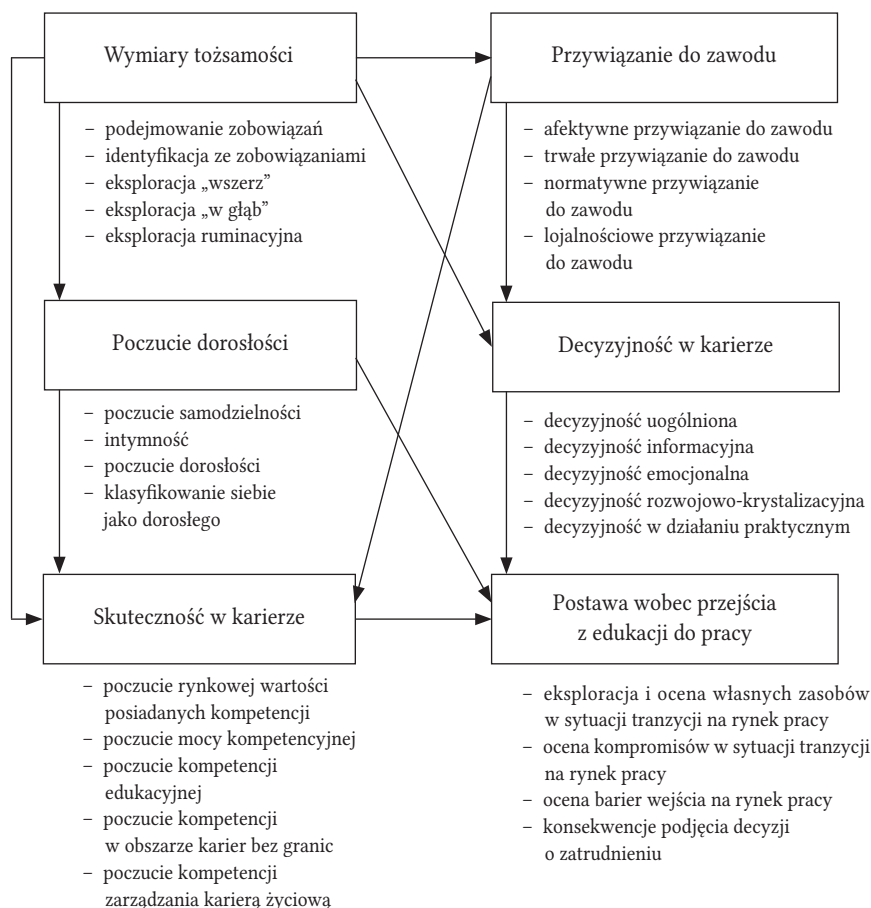 Wymiary tożsamości
– podejmowanie zobowiązań
– identyfikacja ze zobowiązaniami
– eksploracja „wszerz”
– eksploracja „w głąb”
– eksploracja ruminacyjna
Przywiązanie do zawodu
– afektywne przywiązanie do zawodu
– trwałe przywiązanie do zawodu
– normatywne przywiązanie
do zawodu
– lojalnościowe przywiązanie
do zawodu
Poczucie dorosłości
– poczucie samodzielności
– intymność
– poczucie dorosłości
– klasyfikowanie siebie
jako dorosłego
Decyzyjność w karierze
– decyzyjność uogólniona
– decyzyjność informacyjna
– decyzyjność emocjonalna
– decyzyjność rozwojowo-krystalizacyjna
– decyzyjność w działaniu praktycznym
Skuteczność w karierze
– poczucie rynkowej wartości
posiadanych kompetencji
– poczucie mocy kompetencyjnej
– poczucie kompetencji
edukacyjnej
– poczucie kompetencji
w obszarze karier bez granic
– poczucie kompetencji
zarządzania karierą życiową
Postawa wobec przejścia
z edukacji do pracy
– eksploracja i ocena własnych zasobów
w sytuacji tranzycji na rynek pracy
– ocena kompromisów w sytuacji tranzycji
na rynek pracy
– ocena barier wejścia na rynek pracy
– konsekwencje podjęcia decyzji
o zatrudnieniu